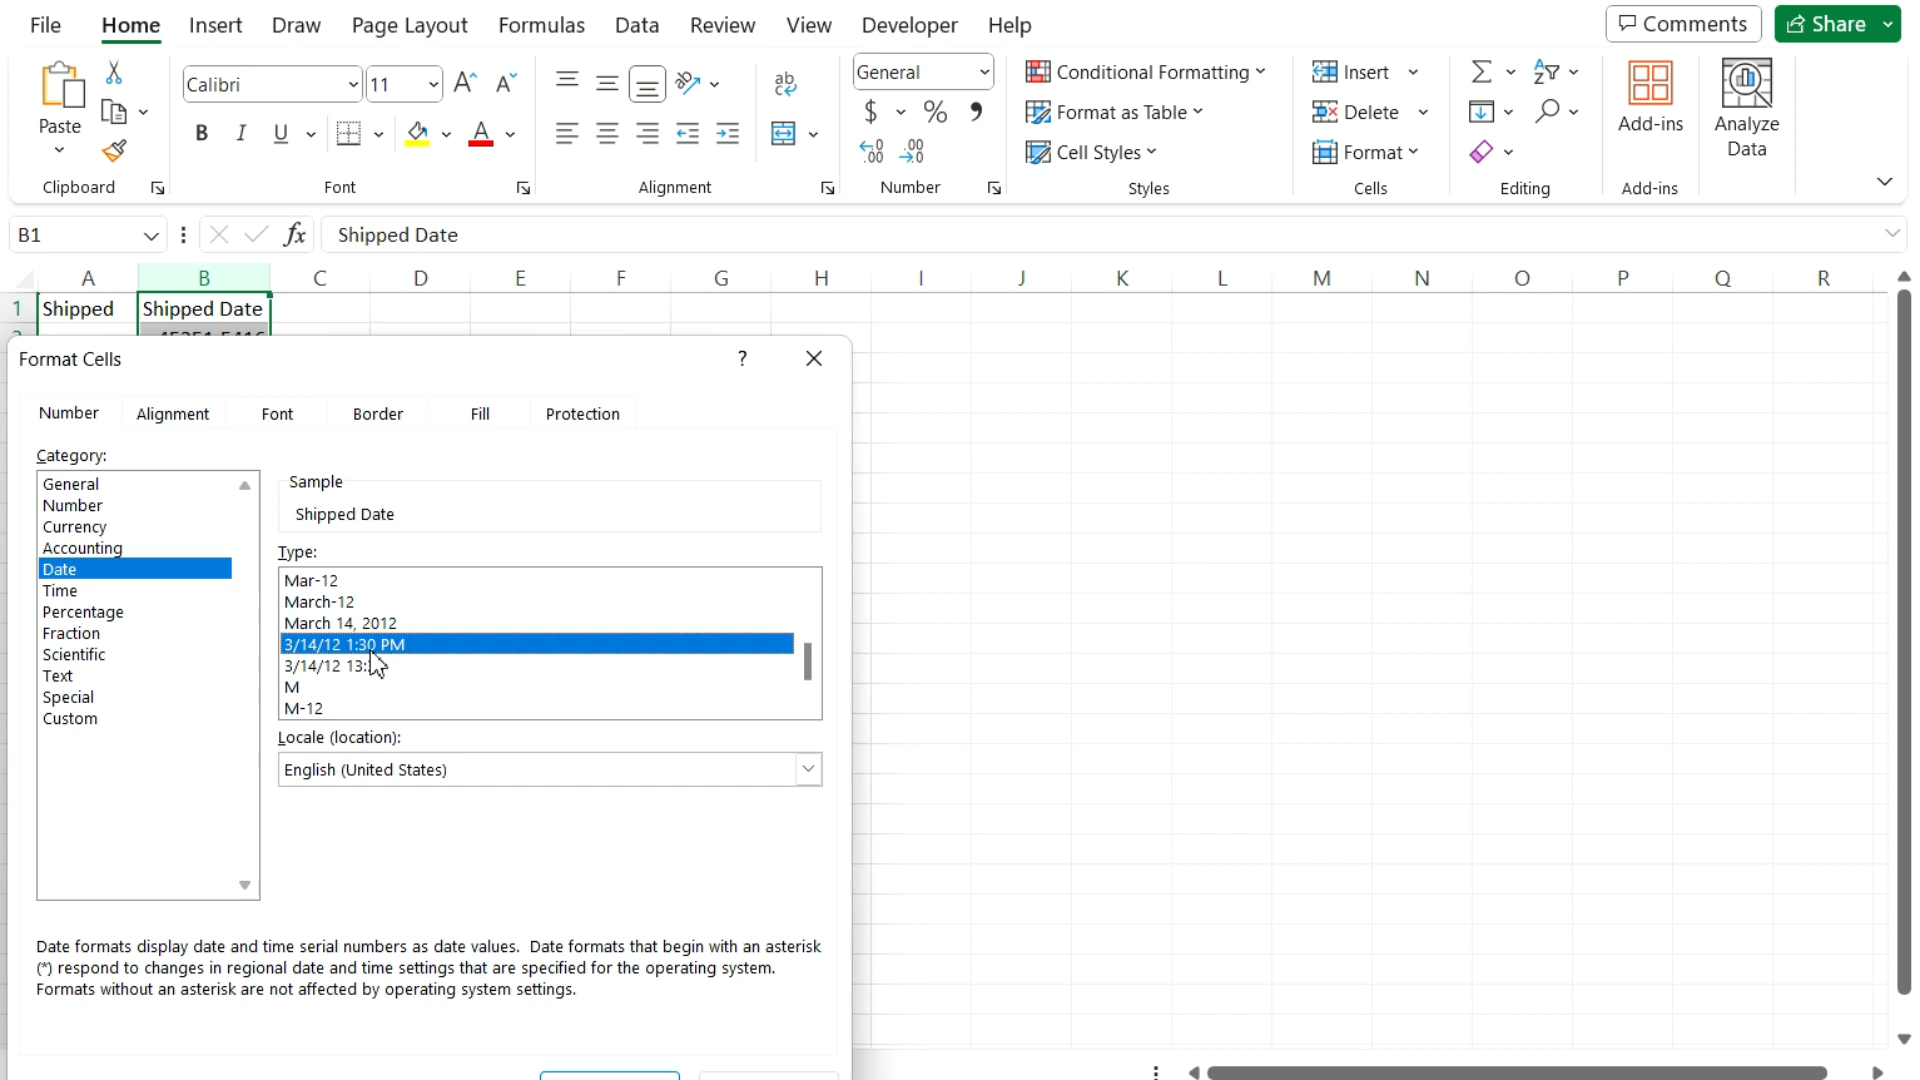 File Home Insert Draw Page Layout Formulas Data Review View Developer Help Comments Share
Calibri 11 General Conditional Formatting Insert
Paste B I U $ % , Format as Table Delete Add-ins Analyze Data
Cell Styles Format
Clipboard Font Alignment Number Styles Cells Editing Add-ins
B1 fx Shipped Date
A B C D E F G H I J K L M N O P Q R
1 Shipped Shipped Date
Format Cells ? X
Number Alignment Font Border Fill Protection
Category:
General
Number
Currency
Accounting
Date
Time
Percentage
Fraction
Scientific
Text
Special
Custom
Sample
Shipped Date
Type:
Mar-12
March-12
March 14, 2012
3/14/12 1:30 PM
3/14/12
M
M-12
Locale (location):
English (United States)
Date formats display date and time serial numbers as date values. Date formats that begin with an asterisk
(*) respond to changes in regional date and time settings that are specified for the operating system.
Formats without an asterisk are not affected by operating system settings.